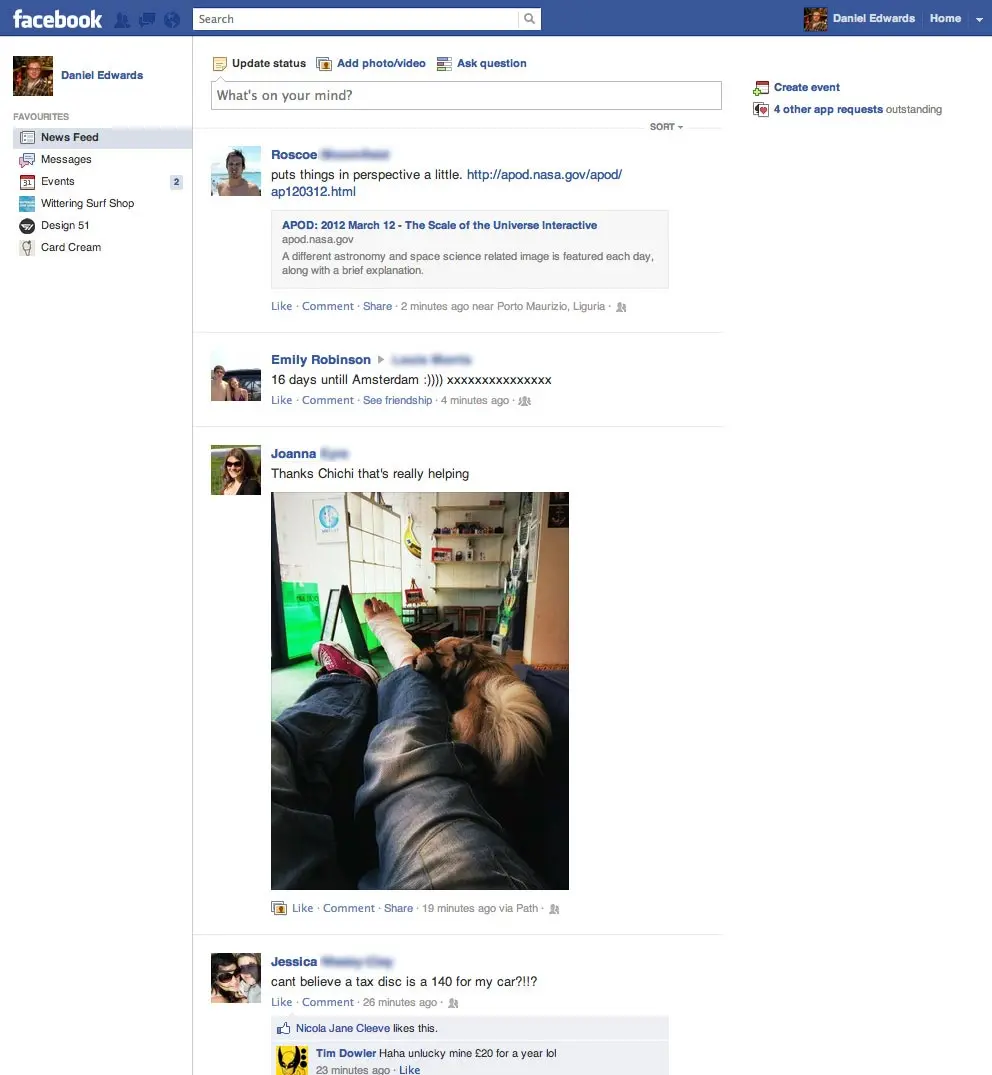 facebook
Search
Daniel Edwards
Home
Daniel Edwards
FAVOURITES
News Feed
Messages
Events
2
Wittering Surf Shop
Design 51
Card Cream
Update status
Add photo/video
Ask question
What's on your mind?
SORT
Create event
4 other app requests outstanding
Roscoe
puts things in perspective a little. http://apod.nasa.gov/apod/
ap120312.html
APOD: 2012 March 12 - The Scale of the Universe Interactive
apod.nasa.gov
A different astronomy and space science related image is featured each day,
along with a brief explanation.
Like · Comment · Share · 2 minutes ago near Porto Maurizio, Liguria ·
Emily Robinson
16 days untill Amsterdam :)))) xxxxxxxxxxxxxxx
Like · Comment · See friendship · 4 minutes ago ·
Joanna
Thanks Chichi that's really helping
Like · Comment · Share · 19 minutes ago via Path ·
Jessica
cant believe a tax disc is a 140 for my car?!!?
Like · Comment · 26 minutes ago ·
Nicola Jane Cleeve likes this.
Tim Dowler Haha unlucky mine £20 for a year lol
23 minutes ago · Like